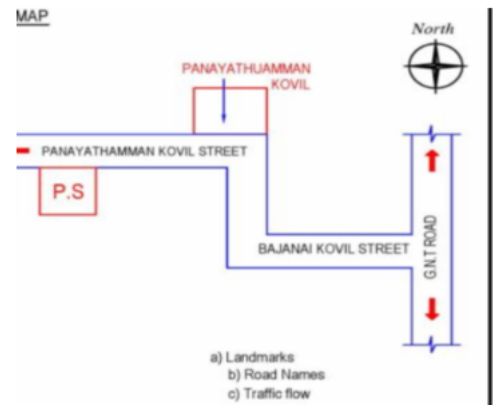 MAP
North
PANAYATHUAMMAN
KOVIL
PANAYATHAMMAN KOVIL STREET
P.S
BAJANAI KOVIL STREET
G.N.T ROAD
a) Landmarks
b) Road Names
c) Traffic flow